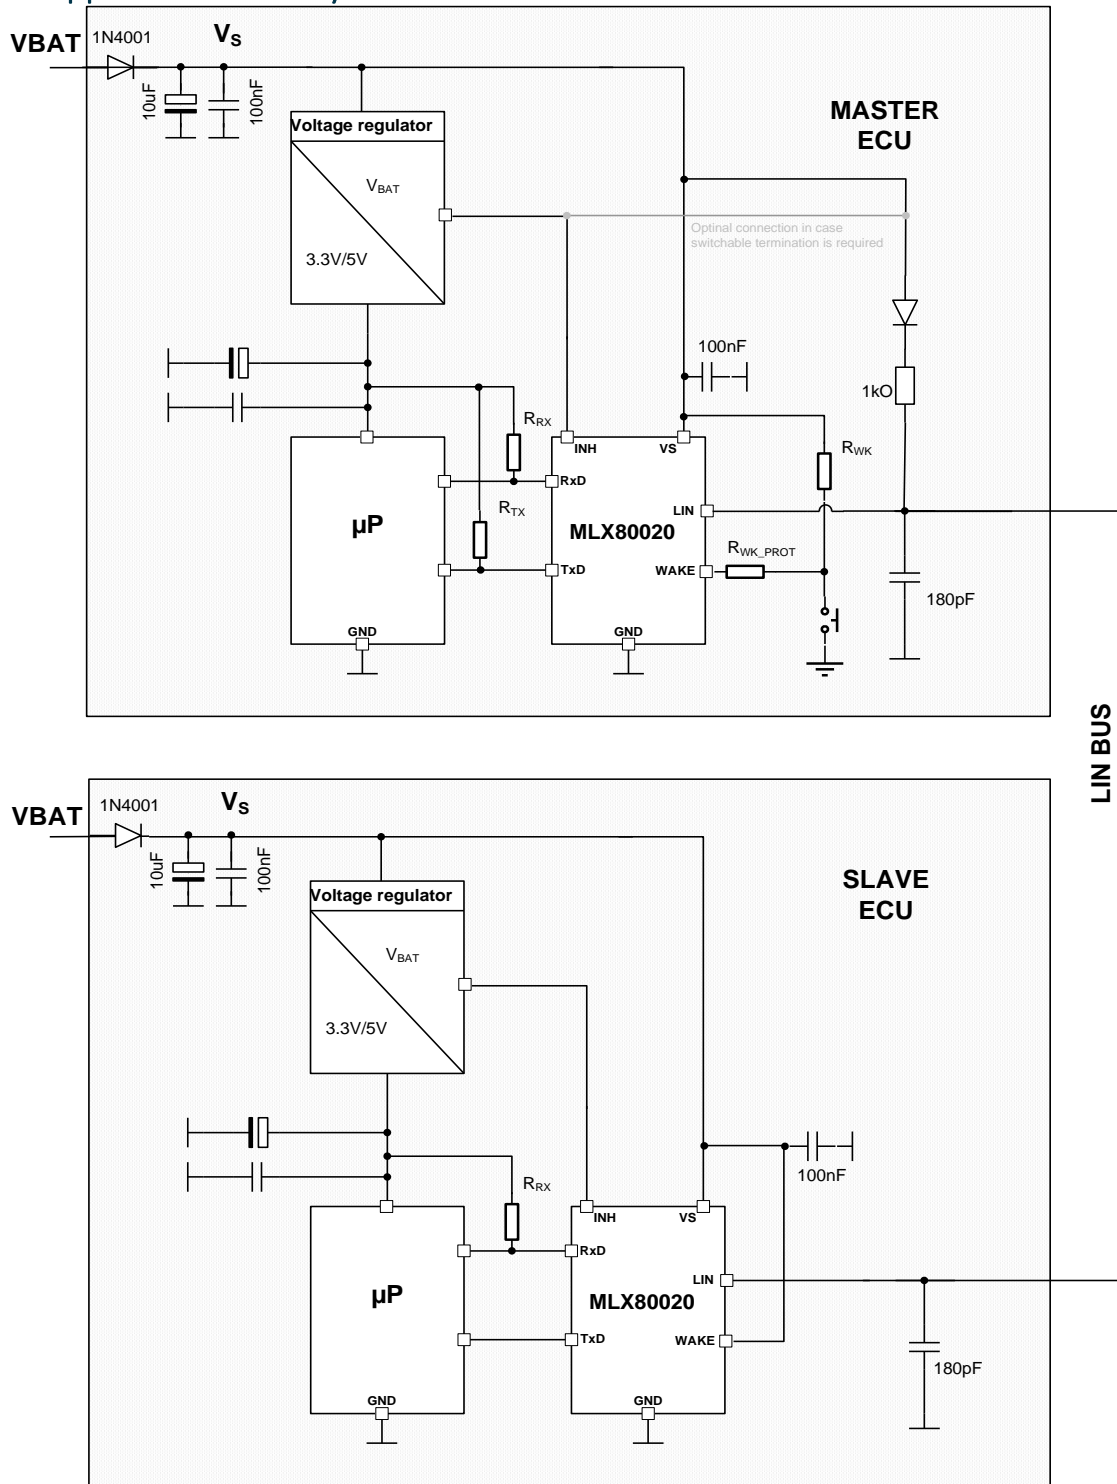 VBAT
1N4001
VS
10uF
100nF
MASTER
ECU
Voltage regulator
VBAT
3.3V/5V
Optinal connection in case
switchable termination is required
100nF
1kO
RRX
INH
VS
RWK
RxD
RTX
µP
LIN
MLX80020
RWK_PROT
TxD
WAKE
180pF
GND
GND
LIN BUS
VBAT
1N4001
VS
10uF
100nF
SLAVE
ECU
Voltage regulator
VBAT
3.3V/5V
100nF
RRX
INH
VS
RxD
LIN
µP
MLX80020
TxD
WAKE
180pF
GND
GND